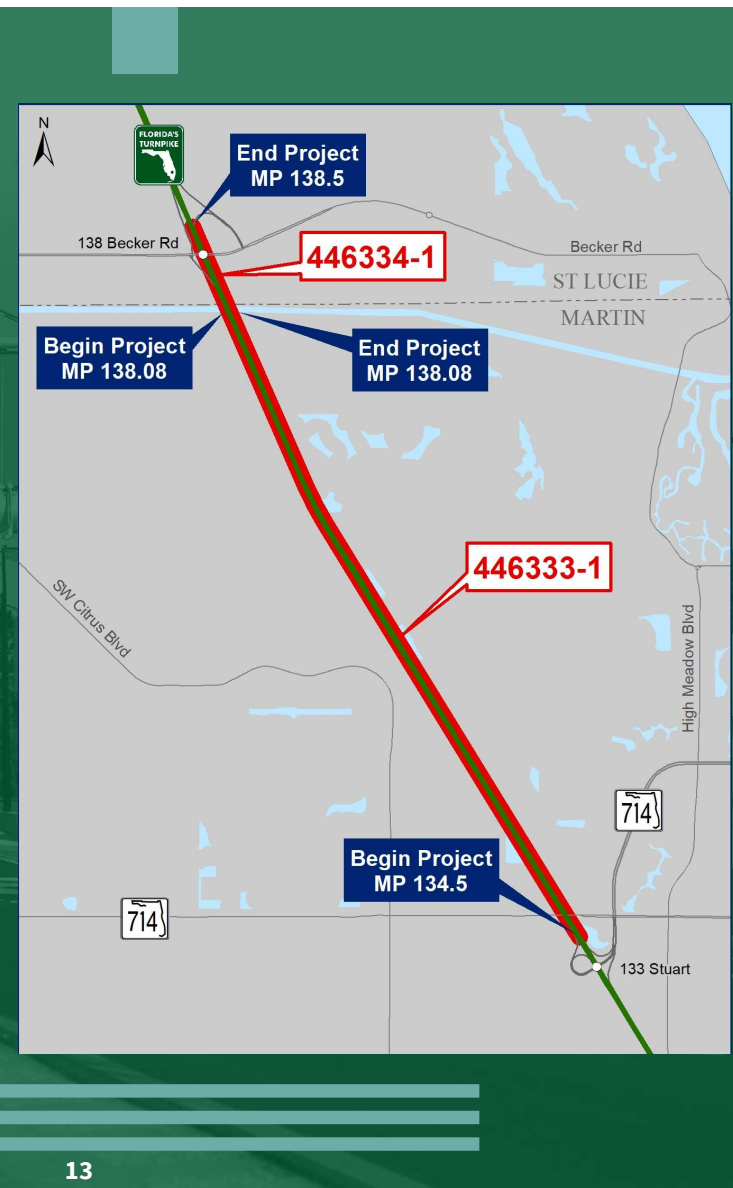 N
FLORIDA'S
TURNPIKE
End Project
MP 138.5
138 Becker Rd
446334-1
Becker Rd
ST LUCIE
MARTIN
Begin Project
MP 138.08
End Project
MP 138.08
446333-1
SW Citrus Blvd
High Meadow Blvd
714
Begin Project
MP 134.5
714
133 Stuart
13